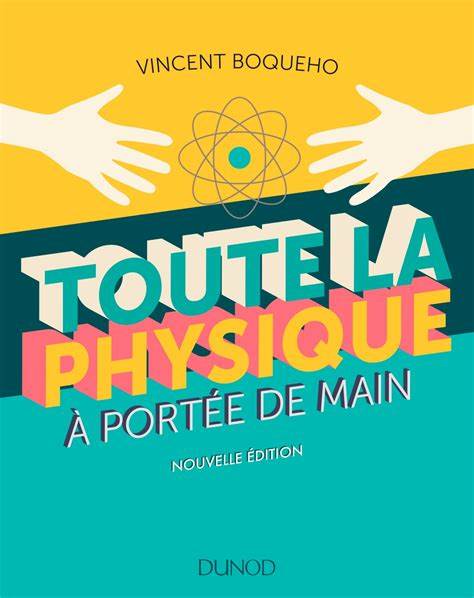 VINCENT BOQUEHO
TOUTE LA
PHYSIQUE
À PORTÉE DE MAIN
NOUVELLE ÉDITION
DUNOD